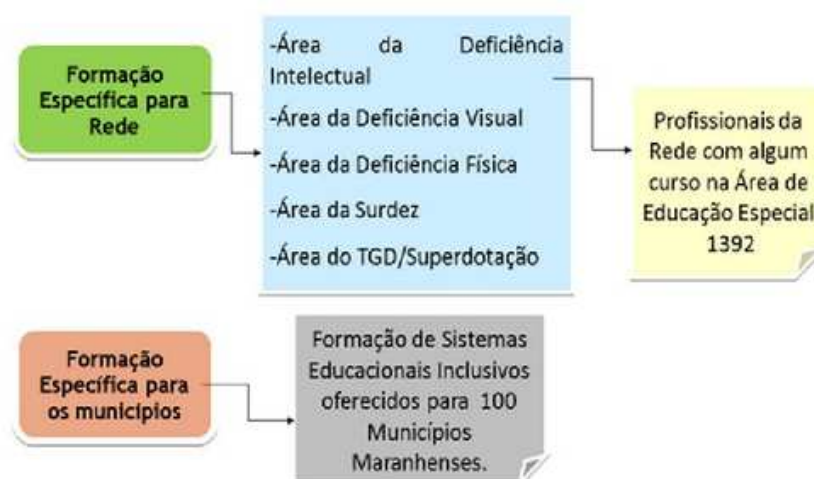 Formação
Específica para
Rede
-Área da Deficiência
Intelectual
-Área da Deficiência Visual
-Área da Deficiência Física
-Área da Surdez
-Área do TGD/Superdotação
Profissionais da
Rede com algum
curso na Área de
Educação Especial
1392
Formação
Específica para
os municípios
Formação de Sistemas
Educacionais Inclusivos
oferecidos para 100
Municípios
Maranhenses.